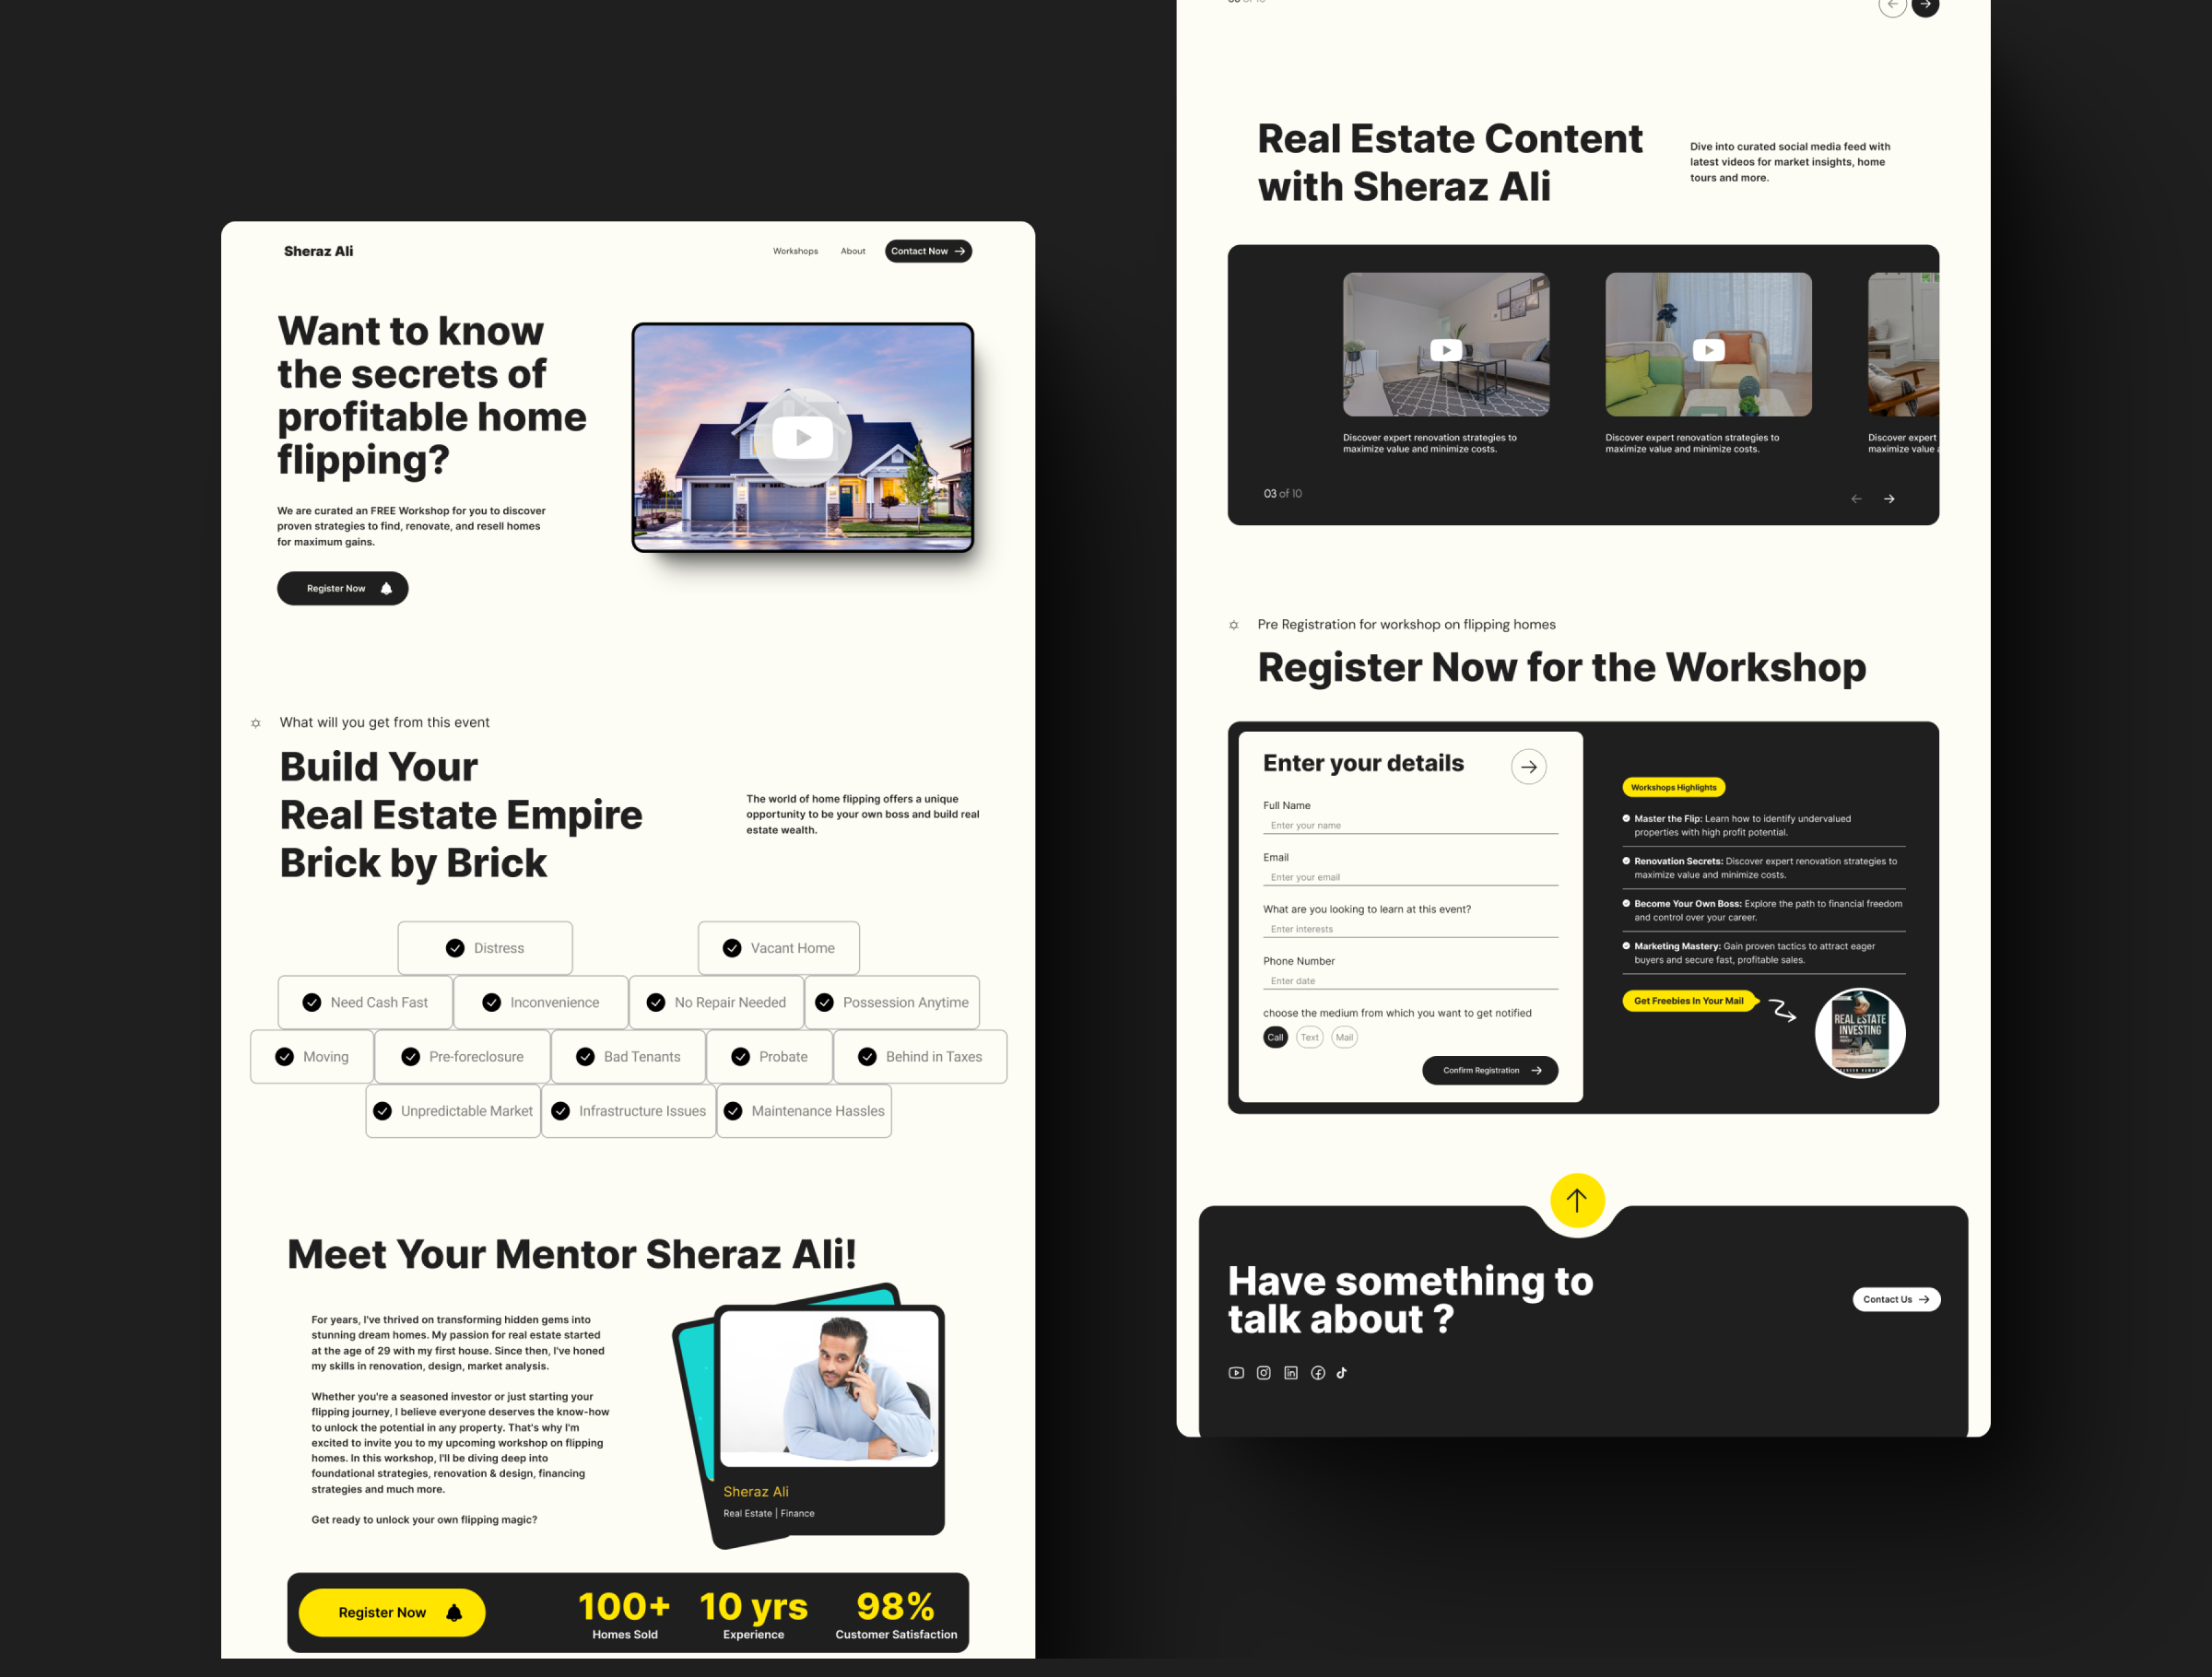 Sheraz Ali
Workshops
About
Contact Now
Want to know
the secrets of
profitable home
flipping?
We are curated an FREE Workshop for you to discover
proven strategies to find, renovate, and resell homes
for maximum gains.
Register Now
What will you get from this event
Build Your
Real Estate Empire
Brick by Brick
The world of home flipping offers a unique
opportunity to be your own boss and build real
estate wealth.
Distress
Vacant Home
Need Cash Fast
Inconvenience
No Repair Needed
Possession Anytime
Moving
Pre-foreclosure
Bad Tenants
Probate
Behind in Taxes
Unpredictable Market
Infrastructure Issues
Maintenance Hassles
Meet Your Mentor Sheraz Ali!
For years, I've thrived on transforming hidden gems into
stunning dream homes. My passion for real estate started
at the age of 29 with my first house. Since then, I've honed
my skills in renovation, design, market analysis.
Whether you're a seasoned investor or just starting your
flipping journey, I believe everyone deserves the know-how
to unlock the potential in any property. That's why I'm
excited to invite you to my upcoming workshop on flipping
homes. In this workshop, I'll be diving deep into
foundational strategies, renovation & design, financing
strategies and much more.
Get ready to unlock your own flipping magic?
Sheraz Ali
Real Estate | Finance
Register Now
100+
Homes Sold
10 yrs
Experience
98%
Customer Satisfaction
Real Estate Content
with Sheraz Ali
Dive into curated social media feed with
latest videos for market insights, home
tours and more.
Discover expert renovation strategies to
maximize value and minimize costs.
Discover expert renovation strategies to
maximize value and minimize costs.
Discover expert
maximize value
03 of 10
Pre Registration for workshop on flipping homes
Register Now for the Workshop
Enter your details
Full Name
Enter your name
Email
Enter your email
What are you looking to learn at this event?
Enter interests
Phone Number
Enter date
choose the medium from which you want to get notified
Call
Text
Mail
Confirm Registration
Workshops Highlights
Master the Flip: Learn how to identify undervalued
properties with high profit potential.
Renovation Secrets: Discover expert renovation strategies to
maximize value and minimize costs.
Become Your Own Boss: Explore the path to financial freedom
and control over your career.
Marketing Mastery: Gain proven tactics to attract eager
buyers and secure fast, profitable sales.
Get Freebies In Your Mail
REAL ESTATE
INVESTING
Have something to
talk about ?
Contact Us